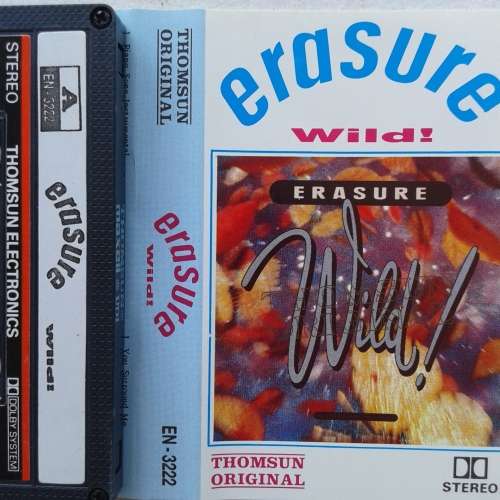 STEREO
A
EN - 3222
erasure
Wild!
THOMSUN ELECTRONICS
DOLBY SYSTEM
THOMSUN
ORIGINAL
erasure
Wild!
EN - 3222
erasure
Wild!
ERASURE
Wild!
THOMSUN
ORIGINAL
STEREO